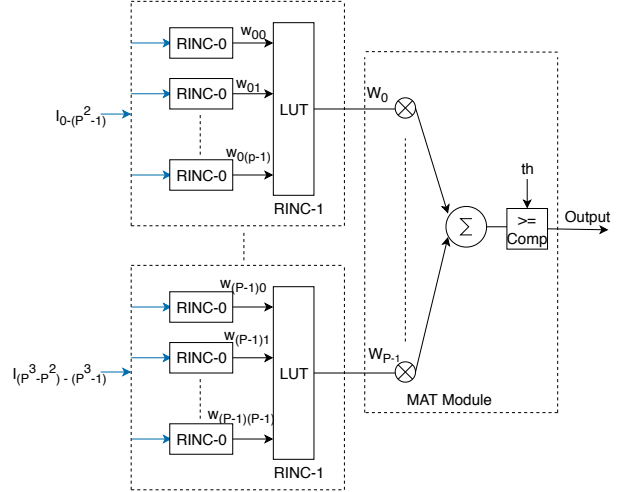 RINC-0
w00
RINC-0
w01
RINC-0
w0(p-1)
I0-(P²-1)
LUT
RINC-1
RINC-0
w(P-1)0
RINC-0
w(P-1)1
RINC-0
w(P-1)(P-1)
I(P³-P²) - (P³-1)
LUT
RINC-1
W0
WP-1
Σ
th
>=
Comp
Output
MAT Module